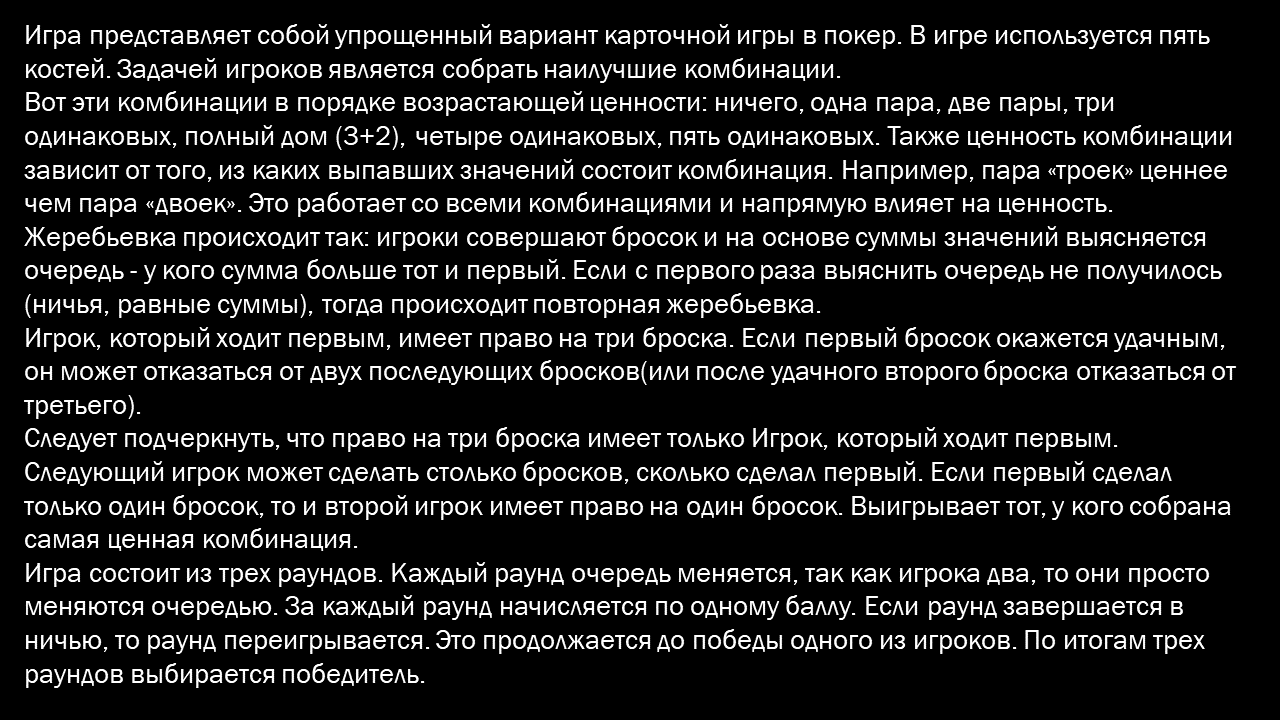 Игра представляет собой упрощенный вариант карточной игры в покер. В игре используется пять
костей. Задачей игроков является собрать наилучшие комбинации.
Вот эти комбинации в порядке возрастающей ценности: ничего, одна пара, две пары, три
одинаковых, полный дом (3+2), четыре одинаковых, пять одинаковых. Также ценность комбинации
зависит от того, из каких выпавших значений состоит комбинация. Например, пара «троек» ценнее
чем пара «двоек». Это работает со всеми комбинациями и напрямую влияет на ценность.
Жеребьевка происходит так: игроки совершают бросок и на основе суммы значений выясняется
очередь - у кого сумма больше тот и первый. Если с первого раза выяснить очередь не получилось
(ничья, равные суммы), тогда происходит повторная жеребьевка.
Игрок, который ходит первым, имеет право на три броска. Если первый бросок окажется удачным,
он может отказаться от двух последующих бросков(или после удачного второго броска отказаться от
третьего).
Следует подчеркнуть, что право на три броска имеет только Игрок, который ходит первым.
Следующий игрок может сделать столько бросков, сколько сделал первый. Если первый сделал
только один бросок, то и второй игрок имеет право на один бросок. Выигрывает тот, у кого собрана
самая ценная комбинация.
Игра состоит из трех раундов. Каждый раунд очередь меняется, так как игрока два, то они просто
меняются очередью. За каждый раунд начисляется по одному баллу. Если раунд завершается в
ничью, то раунд переигрывается. Это продолжается до победы одного из игроков. По итогам трех
раундов выбирается победитель.